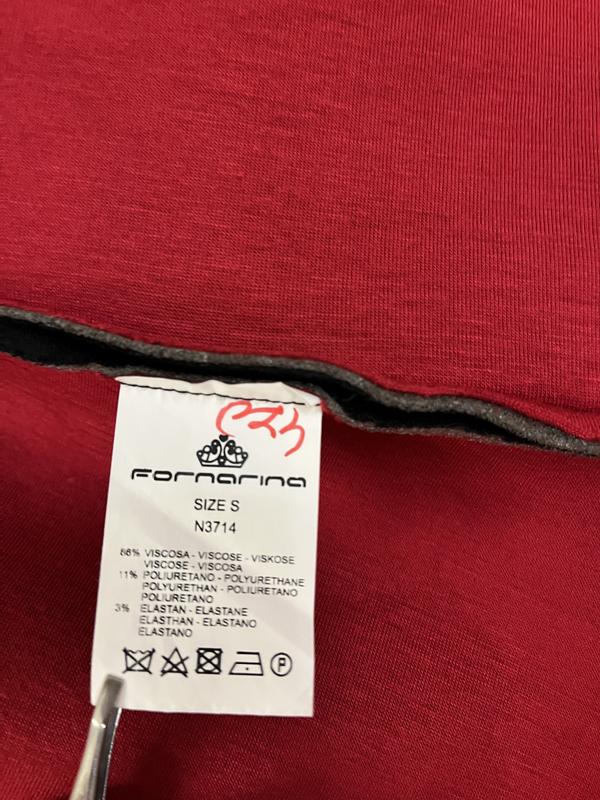 Fornarina
SIZE S
N3714
86% VISCOSA - VISCOSE - VISKOSE
VISCOSE - VISCOSA
11% POLIURETANO - POLYURETHANE
POLYURETHAN - POLIURETANO
POLIURETANO
3% ELASTAN - ELASTANE
ELASTHAN - ELASTANO
ELASTANO
P